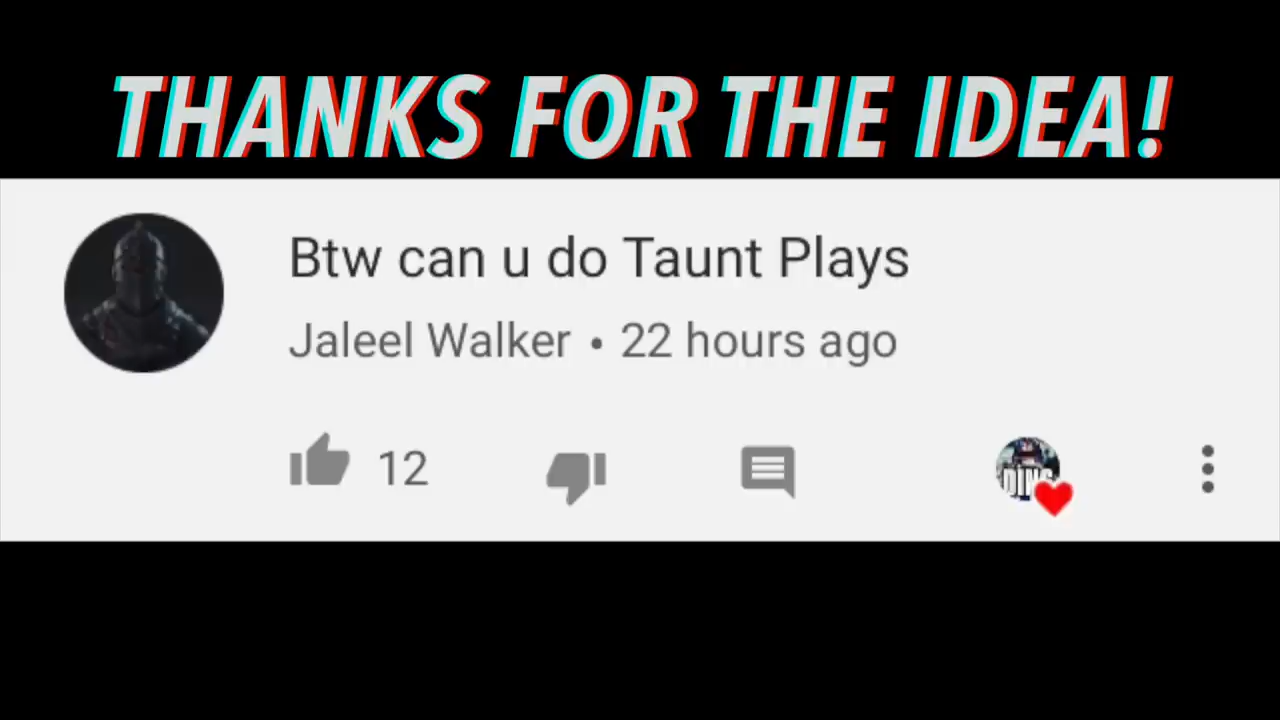 THANKS FOR THE IDEA!
Btw can u do Taunt Plays
Jaleel Walker • 22 hours ago
12